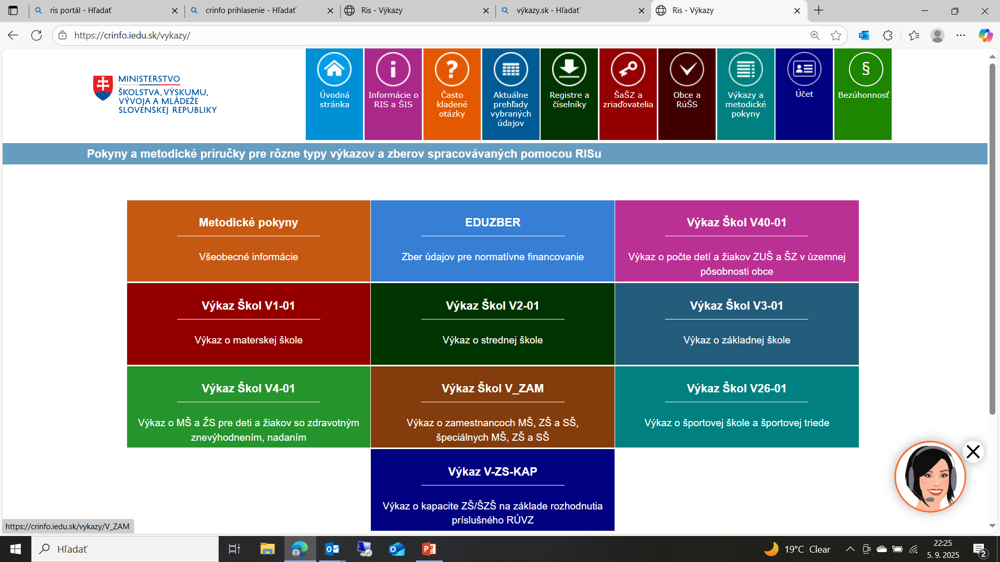 ris portál - Hľadať
crinfo prihlasenie - Hľadať
Ris - Výkazy
výkazy.sk - Hľadať
Ris - Výkazy
https://crinfo.iedu.sk/vykazy/
MINISTERSTVO
ŠKOLSTVA, VÝSKUMU,
VÝVOJA A MLÁDEŽE
SLOVENSKEJ REPUBLIKY
Úvodná
stránka
Informácie o
RIS a ŠIS
Často
kladené
otázky
Aktuálne
prehľady
vybraných
údajov
Registre a
číselníky
ŠaŠZ a
zriaďovatelia
Obce a
RúŠS
Výkazy a
metodické
pokyny
Účet
§
Bezúhonnosť
Pokyny a metodické príručky pre rôzne typy výkazov a zberov spracovávaných pomocou RISu
Metodické pokyny
Všeobecné informácie
EDUZBER
Zber údajov pre normatívne financovanie
Výkaz Škol V40-01
Výkaz o počte detí a žiakov ZUŠ a ŠZ v územnej
pôsobnosti obce
Výkaz Škol V1-01
Výkaz o materskej škole
Výkaz Škol V2-01
Výkaz o strednej škole
Výkaz Škol V3-01
Výkaz o základnej škole
Výkaz Škol V4-01
Výkaz o MŠ a ŽS pre deti a žiakov so zdravotným
znevýhodnením, nadaním
Výkaz Škol V_ZAM
Výkaz o zamestnancoch MŠ, ZŠ a SŠ,
špeciálnych MŠ, ZŠ a SŠ
Výkaz Škol V26-01
Výkaz o športovej škole a športovej triede
Výkaz V-ZS-KAP
Výkaz o kapacite ZŠ/ŠZŠ na základe rozhodnutia
príslušného RÚVZ
https://crinfo.iedu.sk/vykazy/V_ZAM
Hľadať
19°C Clear
22:25
5. 9. 2025
2